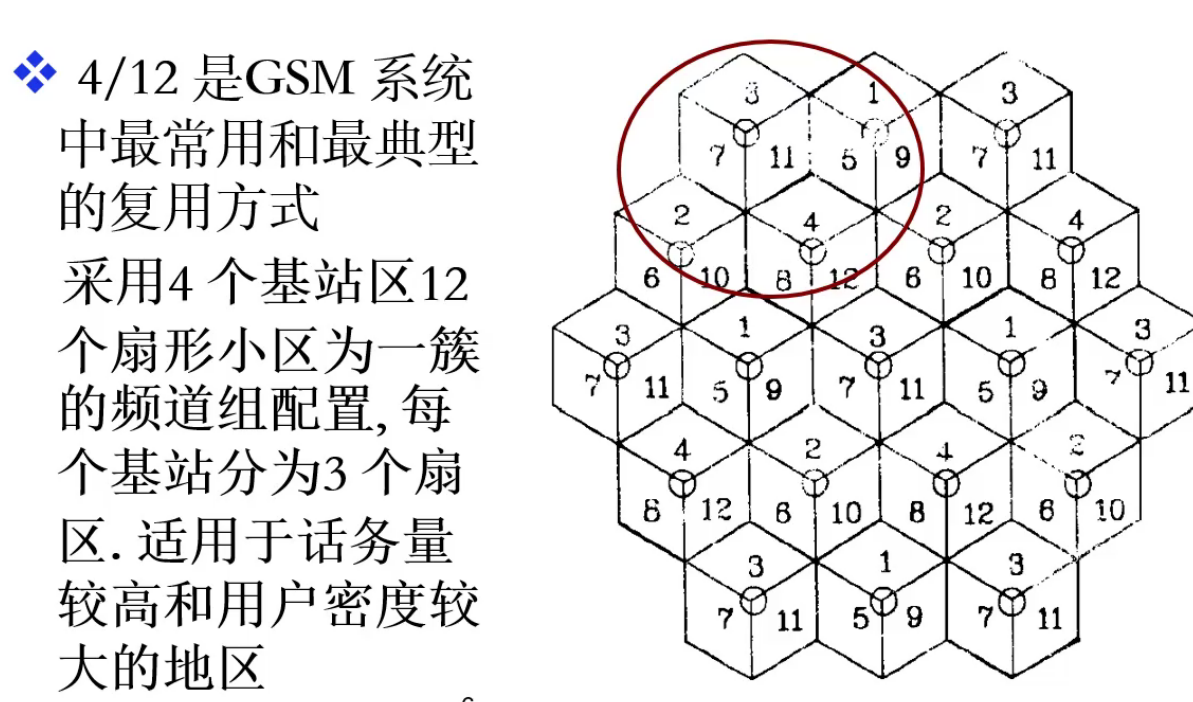 ❖ 4/12 是GSM 系统
中最常用和最典型
的复用方式
采用4 个基站区12
个扇形小区为一簇
的频道组配置, 每
个基站分为3 个扇
区. 适用于话务量
较高和用户密度较
大的地区
3 1 3
7 11 5 9 7 11
2 4 2 4
6 10 8 12 6 10 8 12
3 1 3 1 3
7 11 5 9 7 11 5 9 7 11
4 2 4 2
8 12 6 10 8 12 6 10
3 1 3
7 11 5 9 7 11